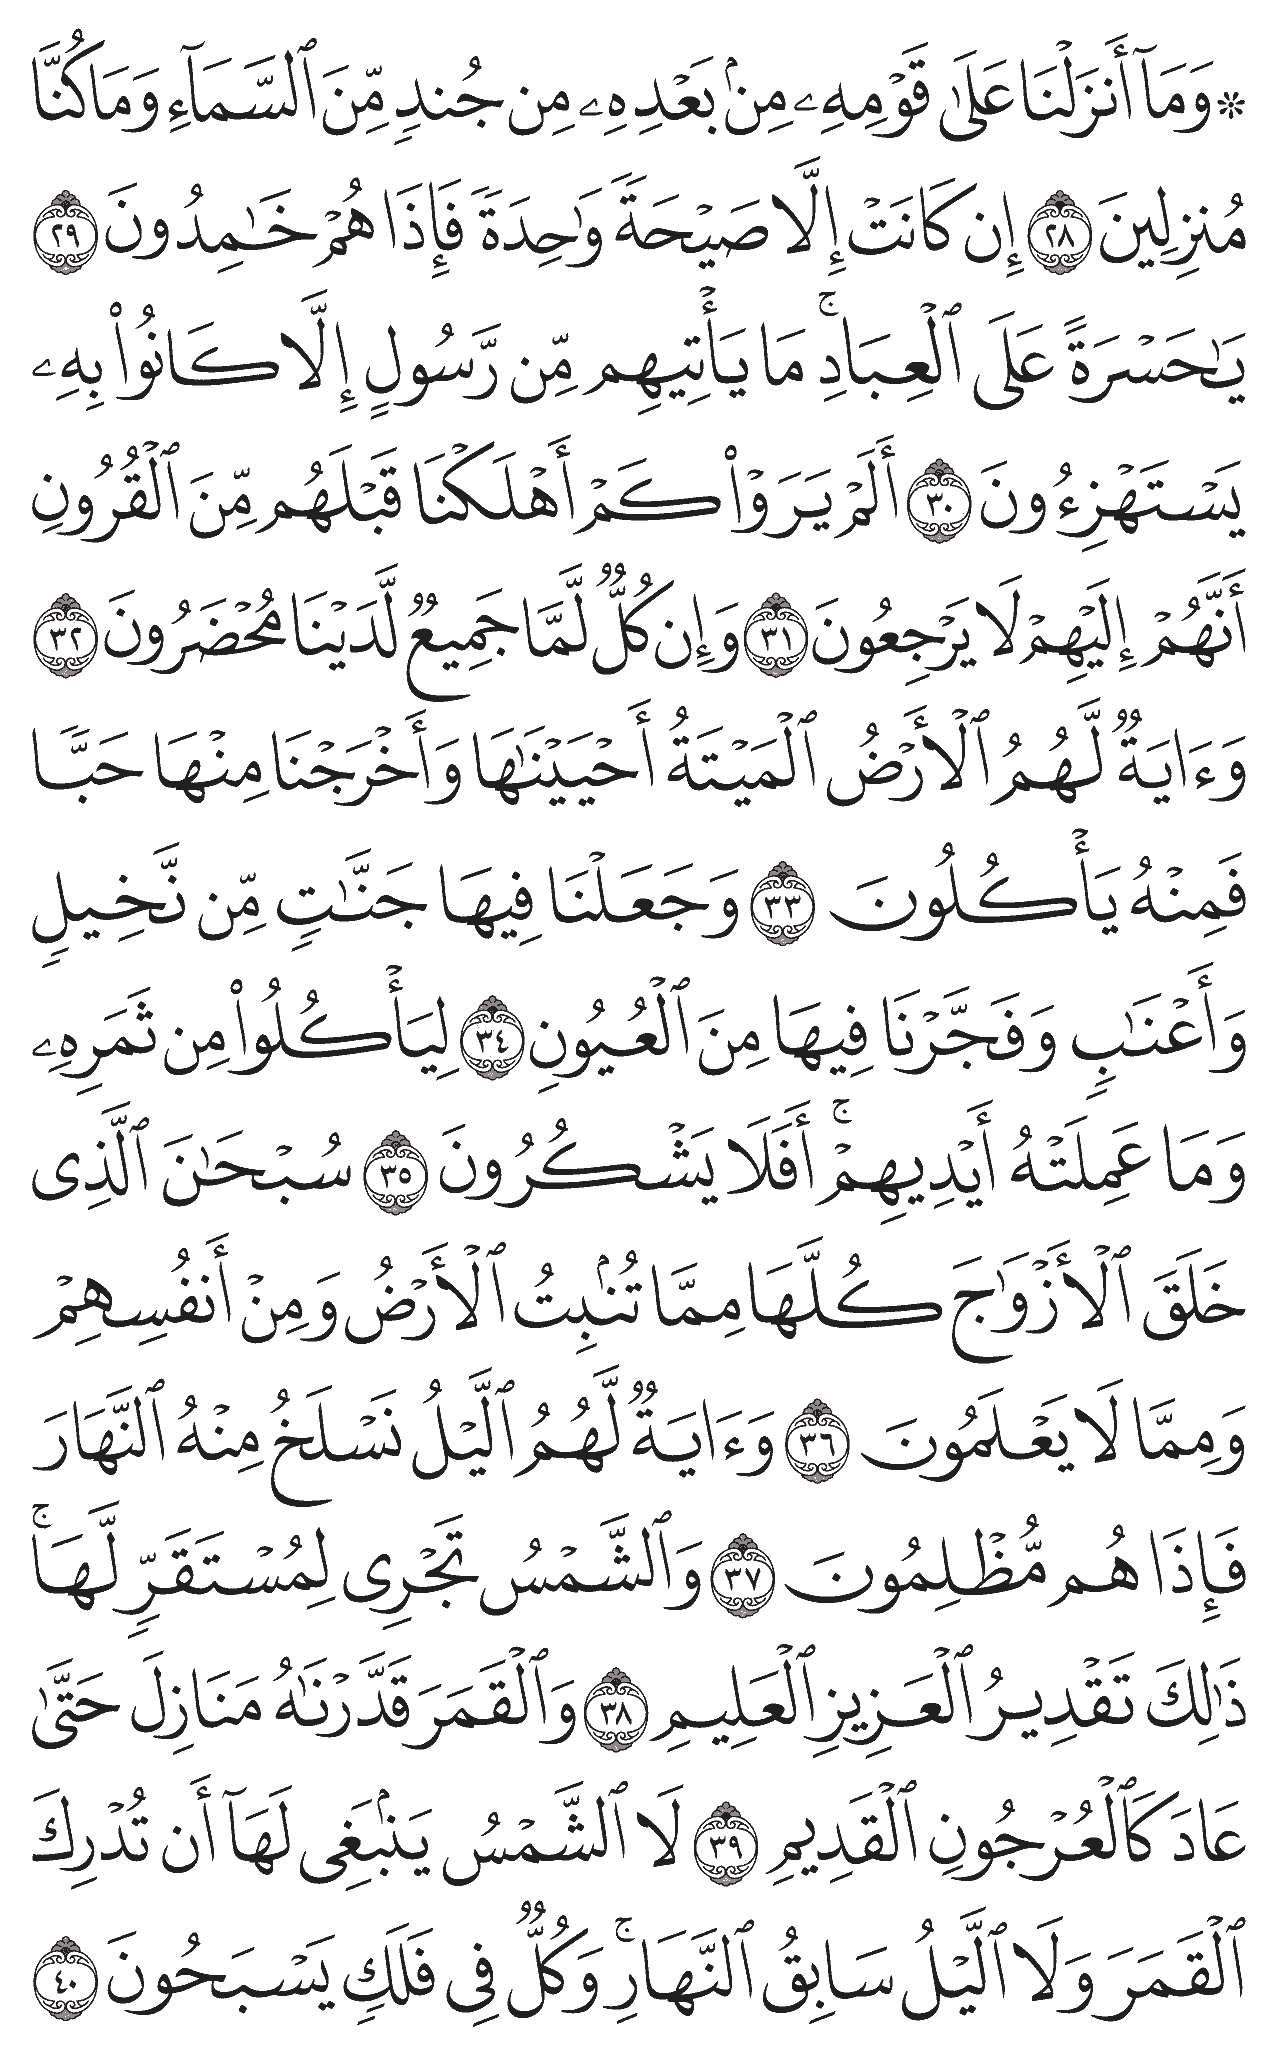 ۞ وَمَآ أَنزَلْنَا عَلَىٰ قَوْمِهِۦ مِنۢ بَعْدِهِۦ مِن جُندٍ مِّنَ ٱلسَّمَآءِ وَمَا كُنَّا
مُنزِلِينَ ٢٨ إِن كَانَتْ إِلَّا صَيْحَةً وَٰحِدَةً فَإِذَا هُمْ خَٰمِدُونَ ٢٩
يَٰحَسْرَةً عَلَى ٱلْعِبَادِۚ مَا يَأْتِيهِم مِّن رَّسُولٍ إِلَّا كَانُوا۟ بِهِۦ
يَسْتَهْزِءُونَ ٣٠ أَلَمْ يَرَوْا۟ كَمْ أَهْلَكْنَا قَبْلَهُم مِّنَ ٱلْقُرُونِ
أَنَّهُمْ إِلَيْهِمْ لَا يَرْجِعُونَ ٣١ وَإِن كُلٌّ لَّمَّا جَمِيعٌ لَّدَيْنَا مُحْضَرُونَ ٣٢
وَءَايَةٌ لَّهُمُ ٱلْأَرْضُ ٱلْمَيْتَةُ أَحْيَيْنَٰهَا وَأَخْرَجْنَا مِنْهَا حَبًّا
فَمِنْهُ يَأْكُلُونَ ٣٣ وَجَعَلْنَا فِيهَا جَنَّٰتٍ مِّن نَّخِيلٍ
وَأَعْنَٰبٍ وَفَجَّرْنَا فِيهَا مِنَ ٱلْعُيُونِ ٣٤ لِيَأْكُلُوا۟ مِن ثَمَرِهِۦ
وَمَا عَمِلَتْهُ أَيْدِيهِمْۚ أَفَلَا يَشْكُرُونَ ٣٥ سُبْحَٰنَ ٱلَّذِى
خَلَقَ ٱلْأَزْوَٰجَ كُلَّهَا مِمَّا تُنۢبِتُ ٱلْأَرْضُ وَمِنْ أَنفُسِهِمْ
وَمِمَّا لَا يَعْلَمُونَ ٣٦ وَءَايَةٌ لَّهُمُ ٱلَّيْلُ نَسْلَخُ مِنْهُ ٱلنَّهَارَ
فَإِذَا هُم مُّظْلِمُونَ ٣٧ وَٱلشَّمْسُ تَجْرِى لِمُسْتَقَرٍّ لَّهَاۚ
ذَٰلِكَ تَقْدِيرُ ٱلْعَزِيزِ ٱلْعَلِيمِ ٣٨ وَٱلْقَمَرَ قَدَّرْنَٰهُ مَنَازِلَ حَتَّىٰ
عَادَ كَٱلْعُرْجُونِ ٱلْقَدِيمِ ٣٩ لَا ٱلشَّمْسُ يَنۢبَغِى لَهَآ أَن تُدْرِكَ
ٱلْقَمَرَ وَلَا ٱلَّيْلُ سَابِقُ ٱلنَّهَارِۚ وَكُلٌّ فِى فَلَكٍ يَسْبَحُونَ ٤٠